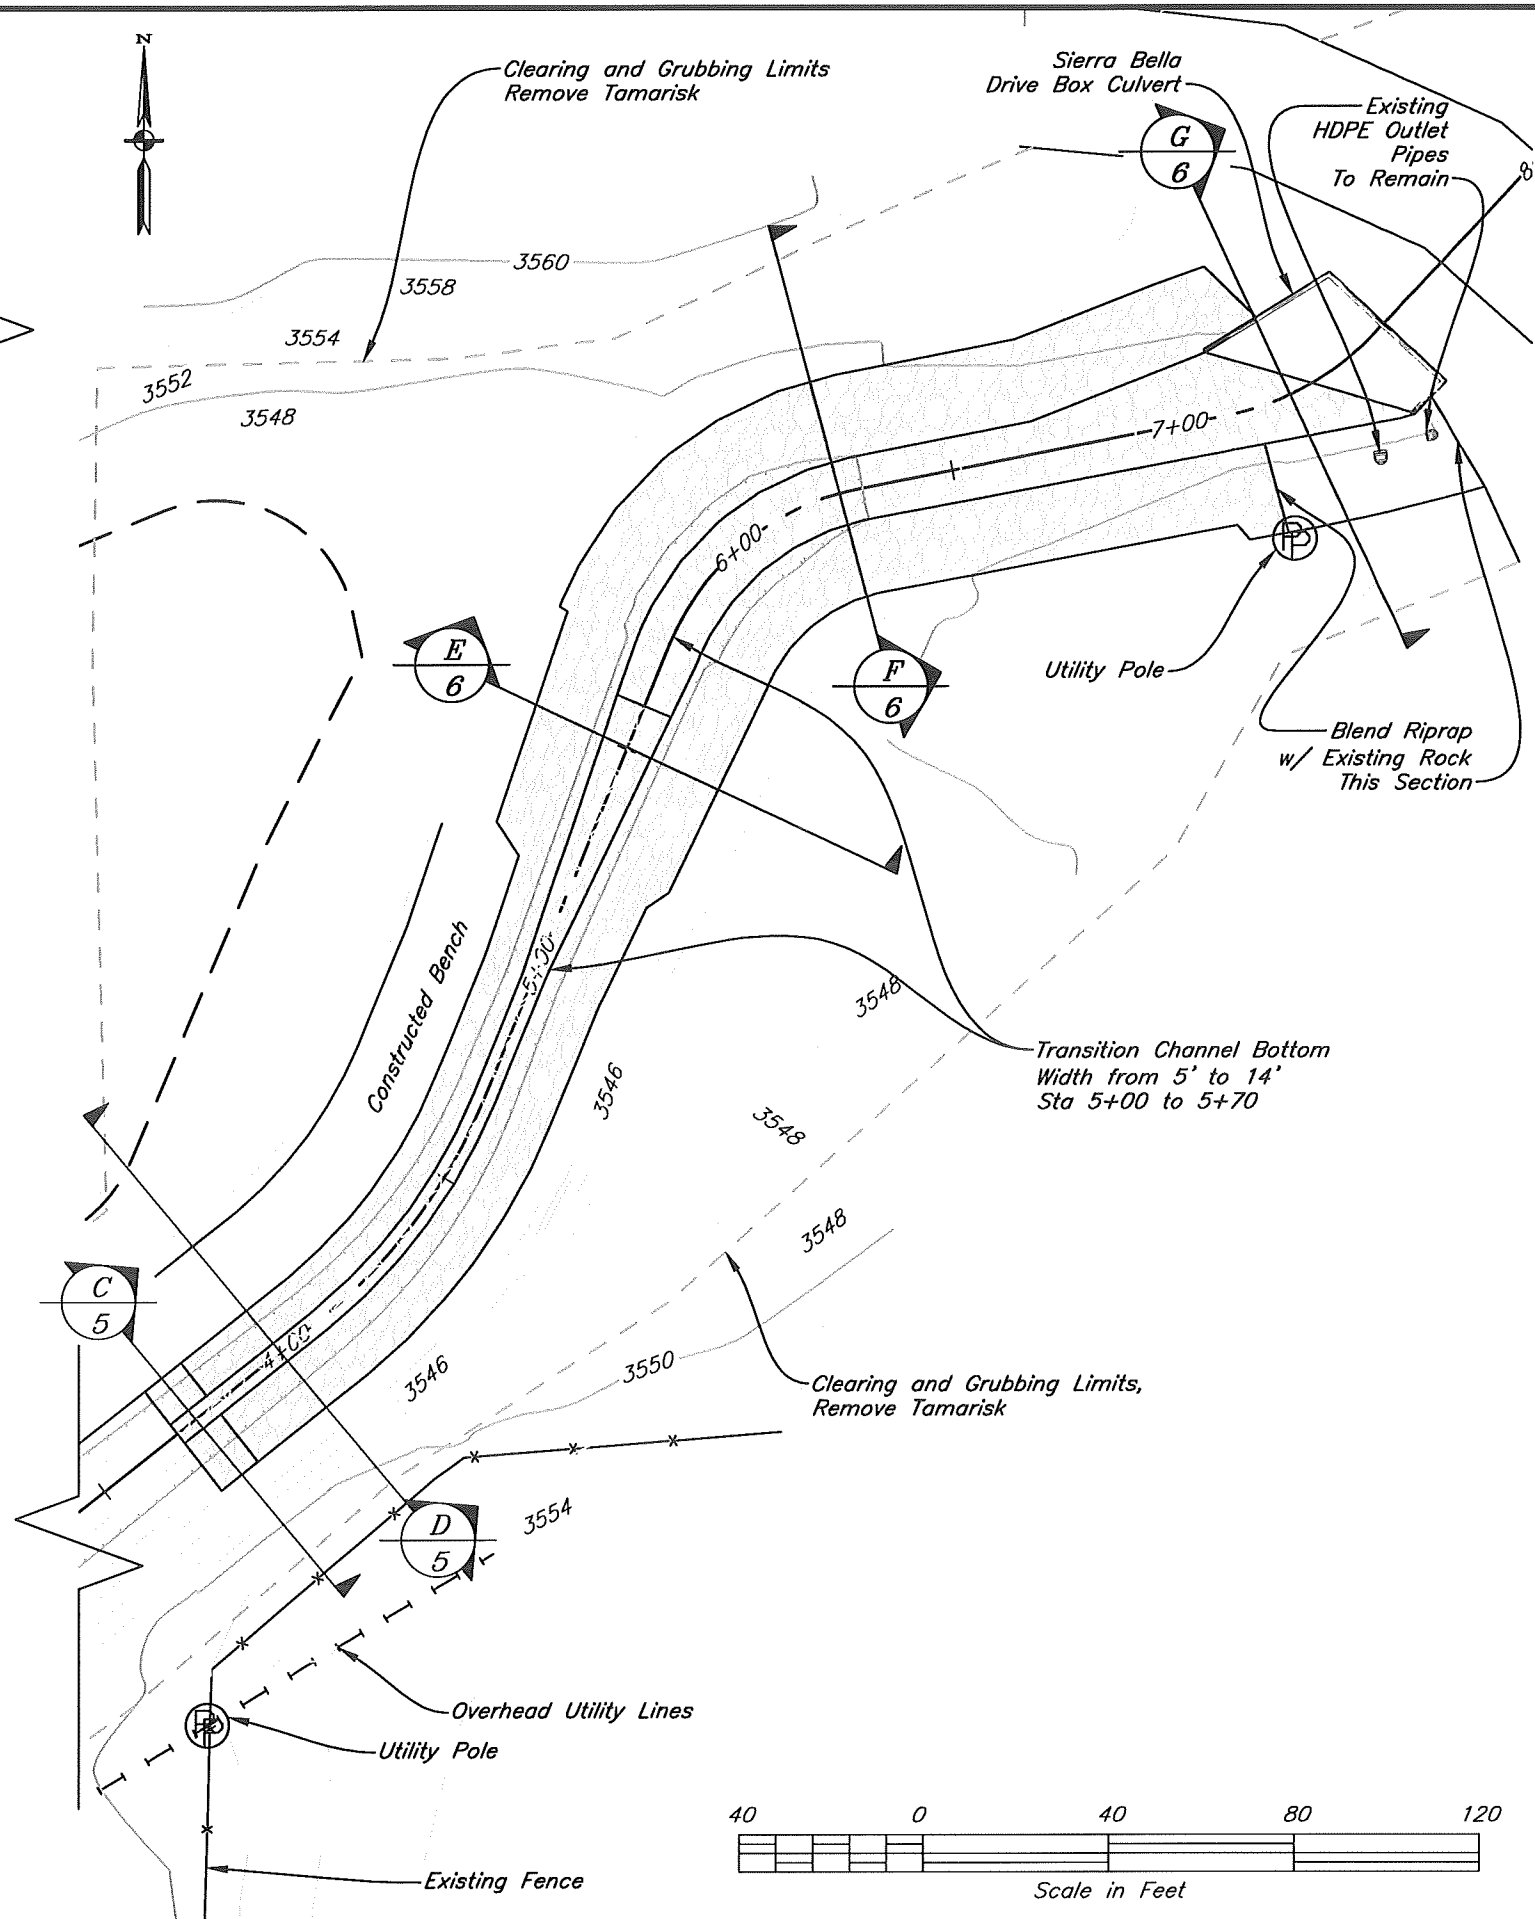 N
Clearing and Grubbing Limits
Remove Tamarisk
Sierra Bella
Drive Box Culvert
Existing
HDPE Outlet
Pipes
To Remain
G
6
8
3560
3558
3554
3552
3548
7+00
6+00
E
6
F
6
Utility Pole
Blend Riprap
w/ Existing Rock
This Section
5+00
Constructed Bench
3548
3546
Transition Channel Bottom
Width from 5' to 14'
Sta 5+00 to 5+70
3548
3548
C
5
4+00
3546
3550
Clearing and Grubbing Limits,
Remove Tamarisk
D
5
3554
Overhead Utility Lines
Utility Pole
Existing Fence
40 0 40 80 120
Scale in Feet